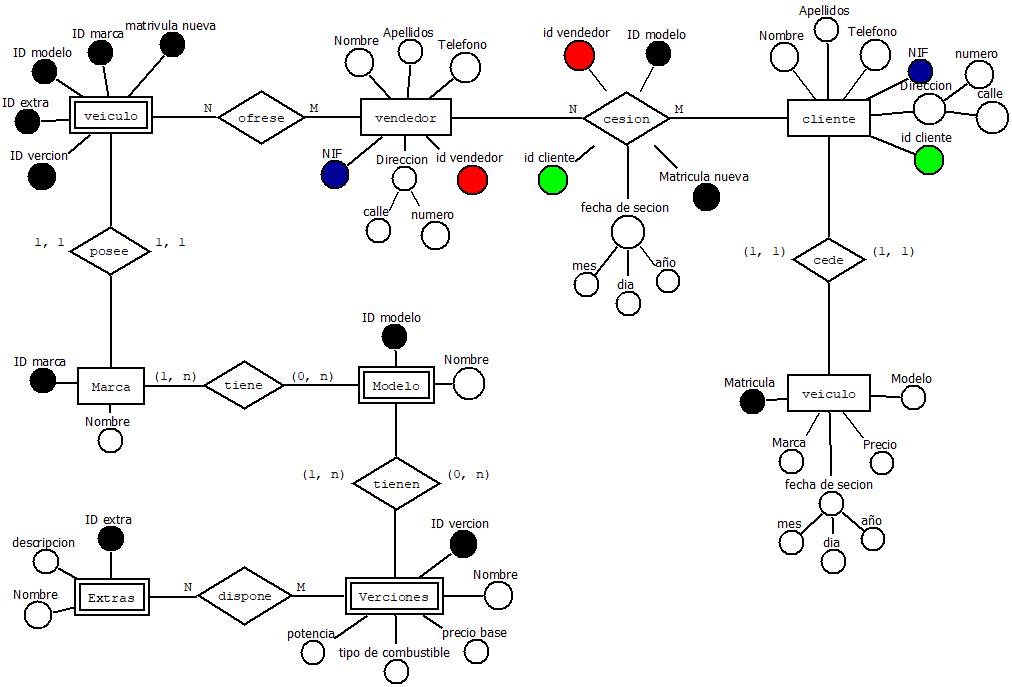 Apellidos
matrivula nueva
ID marca
ID modelo
ID extra
ID vercion
veiculo
N
ofrese
M
Nombre
Apellidos
Telefono
vendedor
NIF
Direccion
id vendedor
calle
numero
id vendedor
ID modelo
N
cesion
M
id cliente
Matricula nueva
fecha de secion
mes
dia
año
Nombre
Telefono
NIF
numero
Direccion
calle
cliente
id cliente
1, 1
posee
1, 1
(1, 1)
cede
(1, 1)
ID modelo
ID marca
Marca
(1, n)
tiene
(0, n)
Modelo
Nombre
Nombre
Matricula
veiculo
Modelo
Marca
Precio
fecha de secion
mes
dia
año
(1, n)
tienen
(0, n)
ID extra
descripcion
Nombre
Extras
N
dispone
M
ID vercion
Verciones
Nombre
potencia
tipo de combustible
precio base